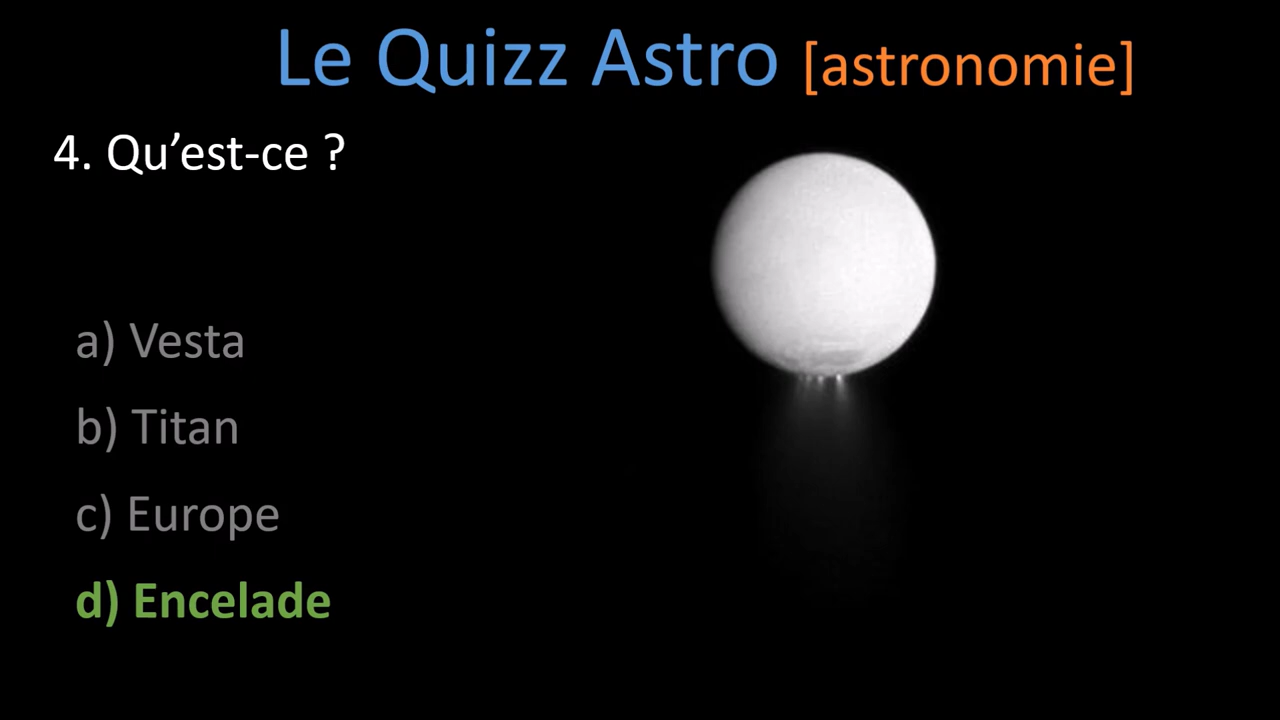 Le Quizz Astro [astronomie]
4. Qu’est-ce ?
a) Vesta
b) Titan
c) Europe
d) Encelade